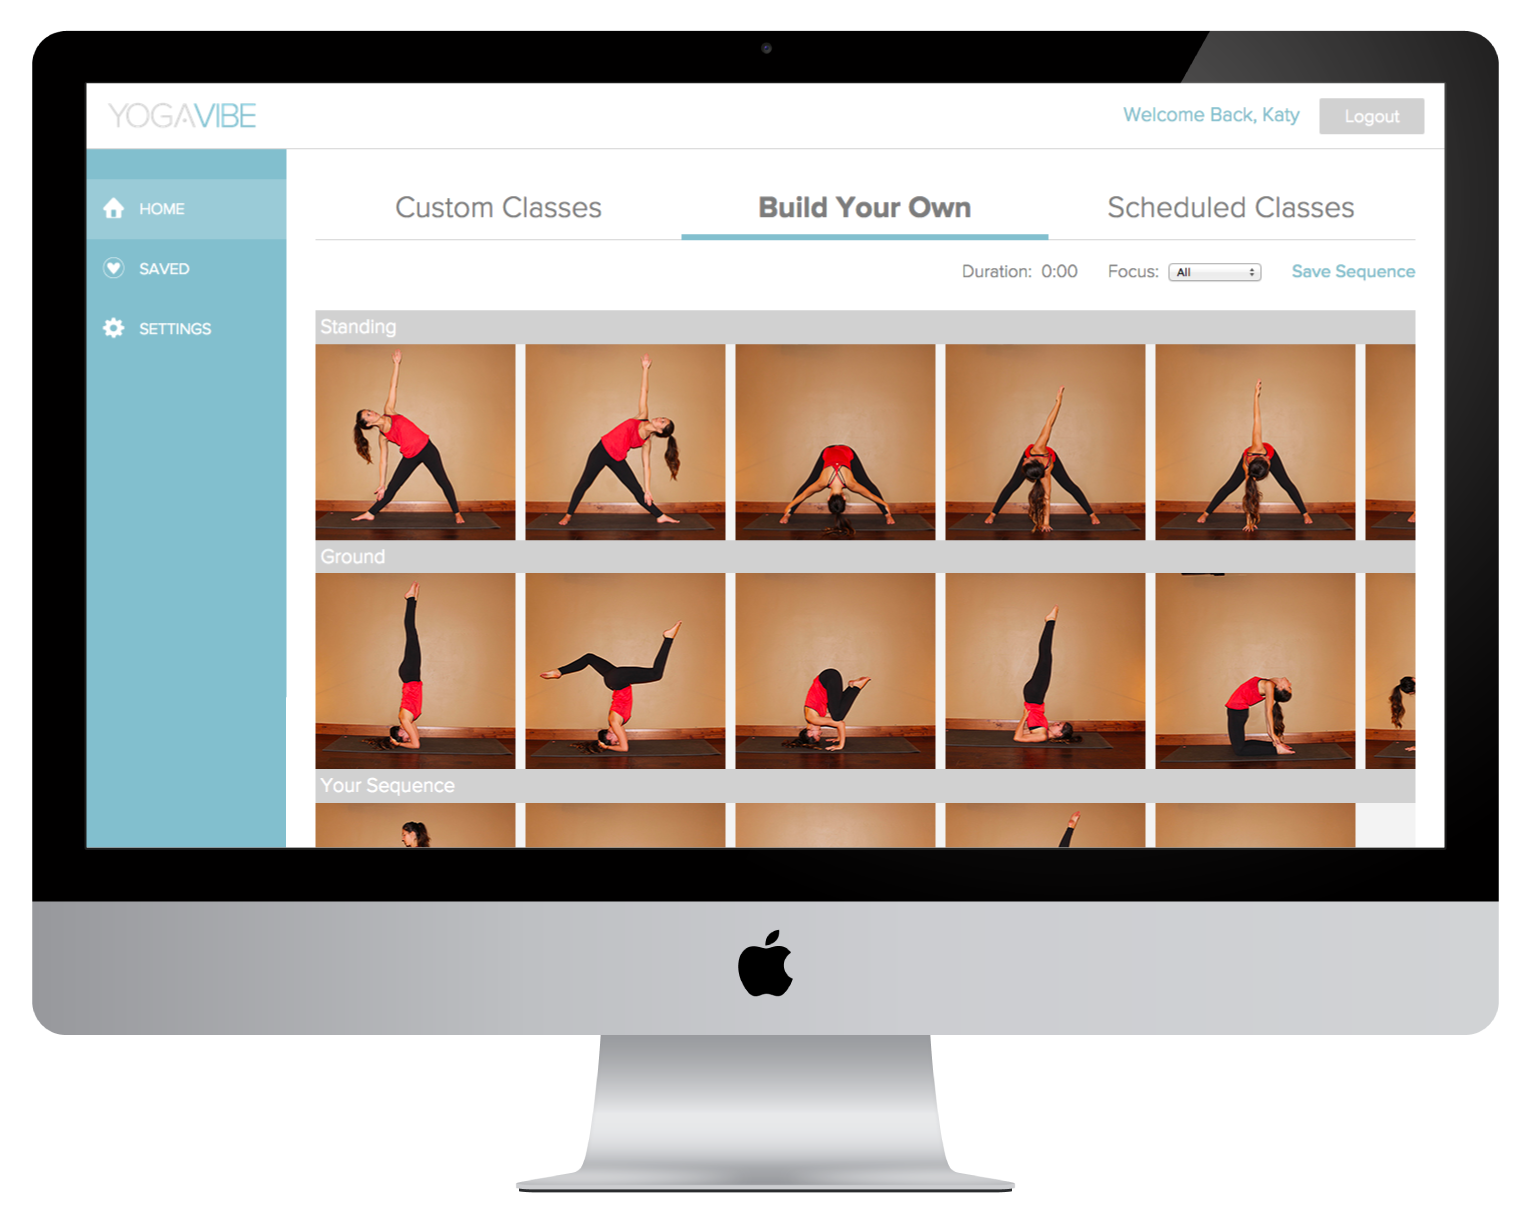 YOGAVIBE
Welcome Back, Katy
Logout
HOME
SAVED
SETTINGS
Custom Classes
Build Your Own
Scheduled Classes
Duration: 0:00
Focus: All
Save Sequence
Standing
Ground
Your Sequence